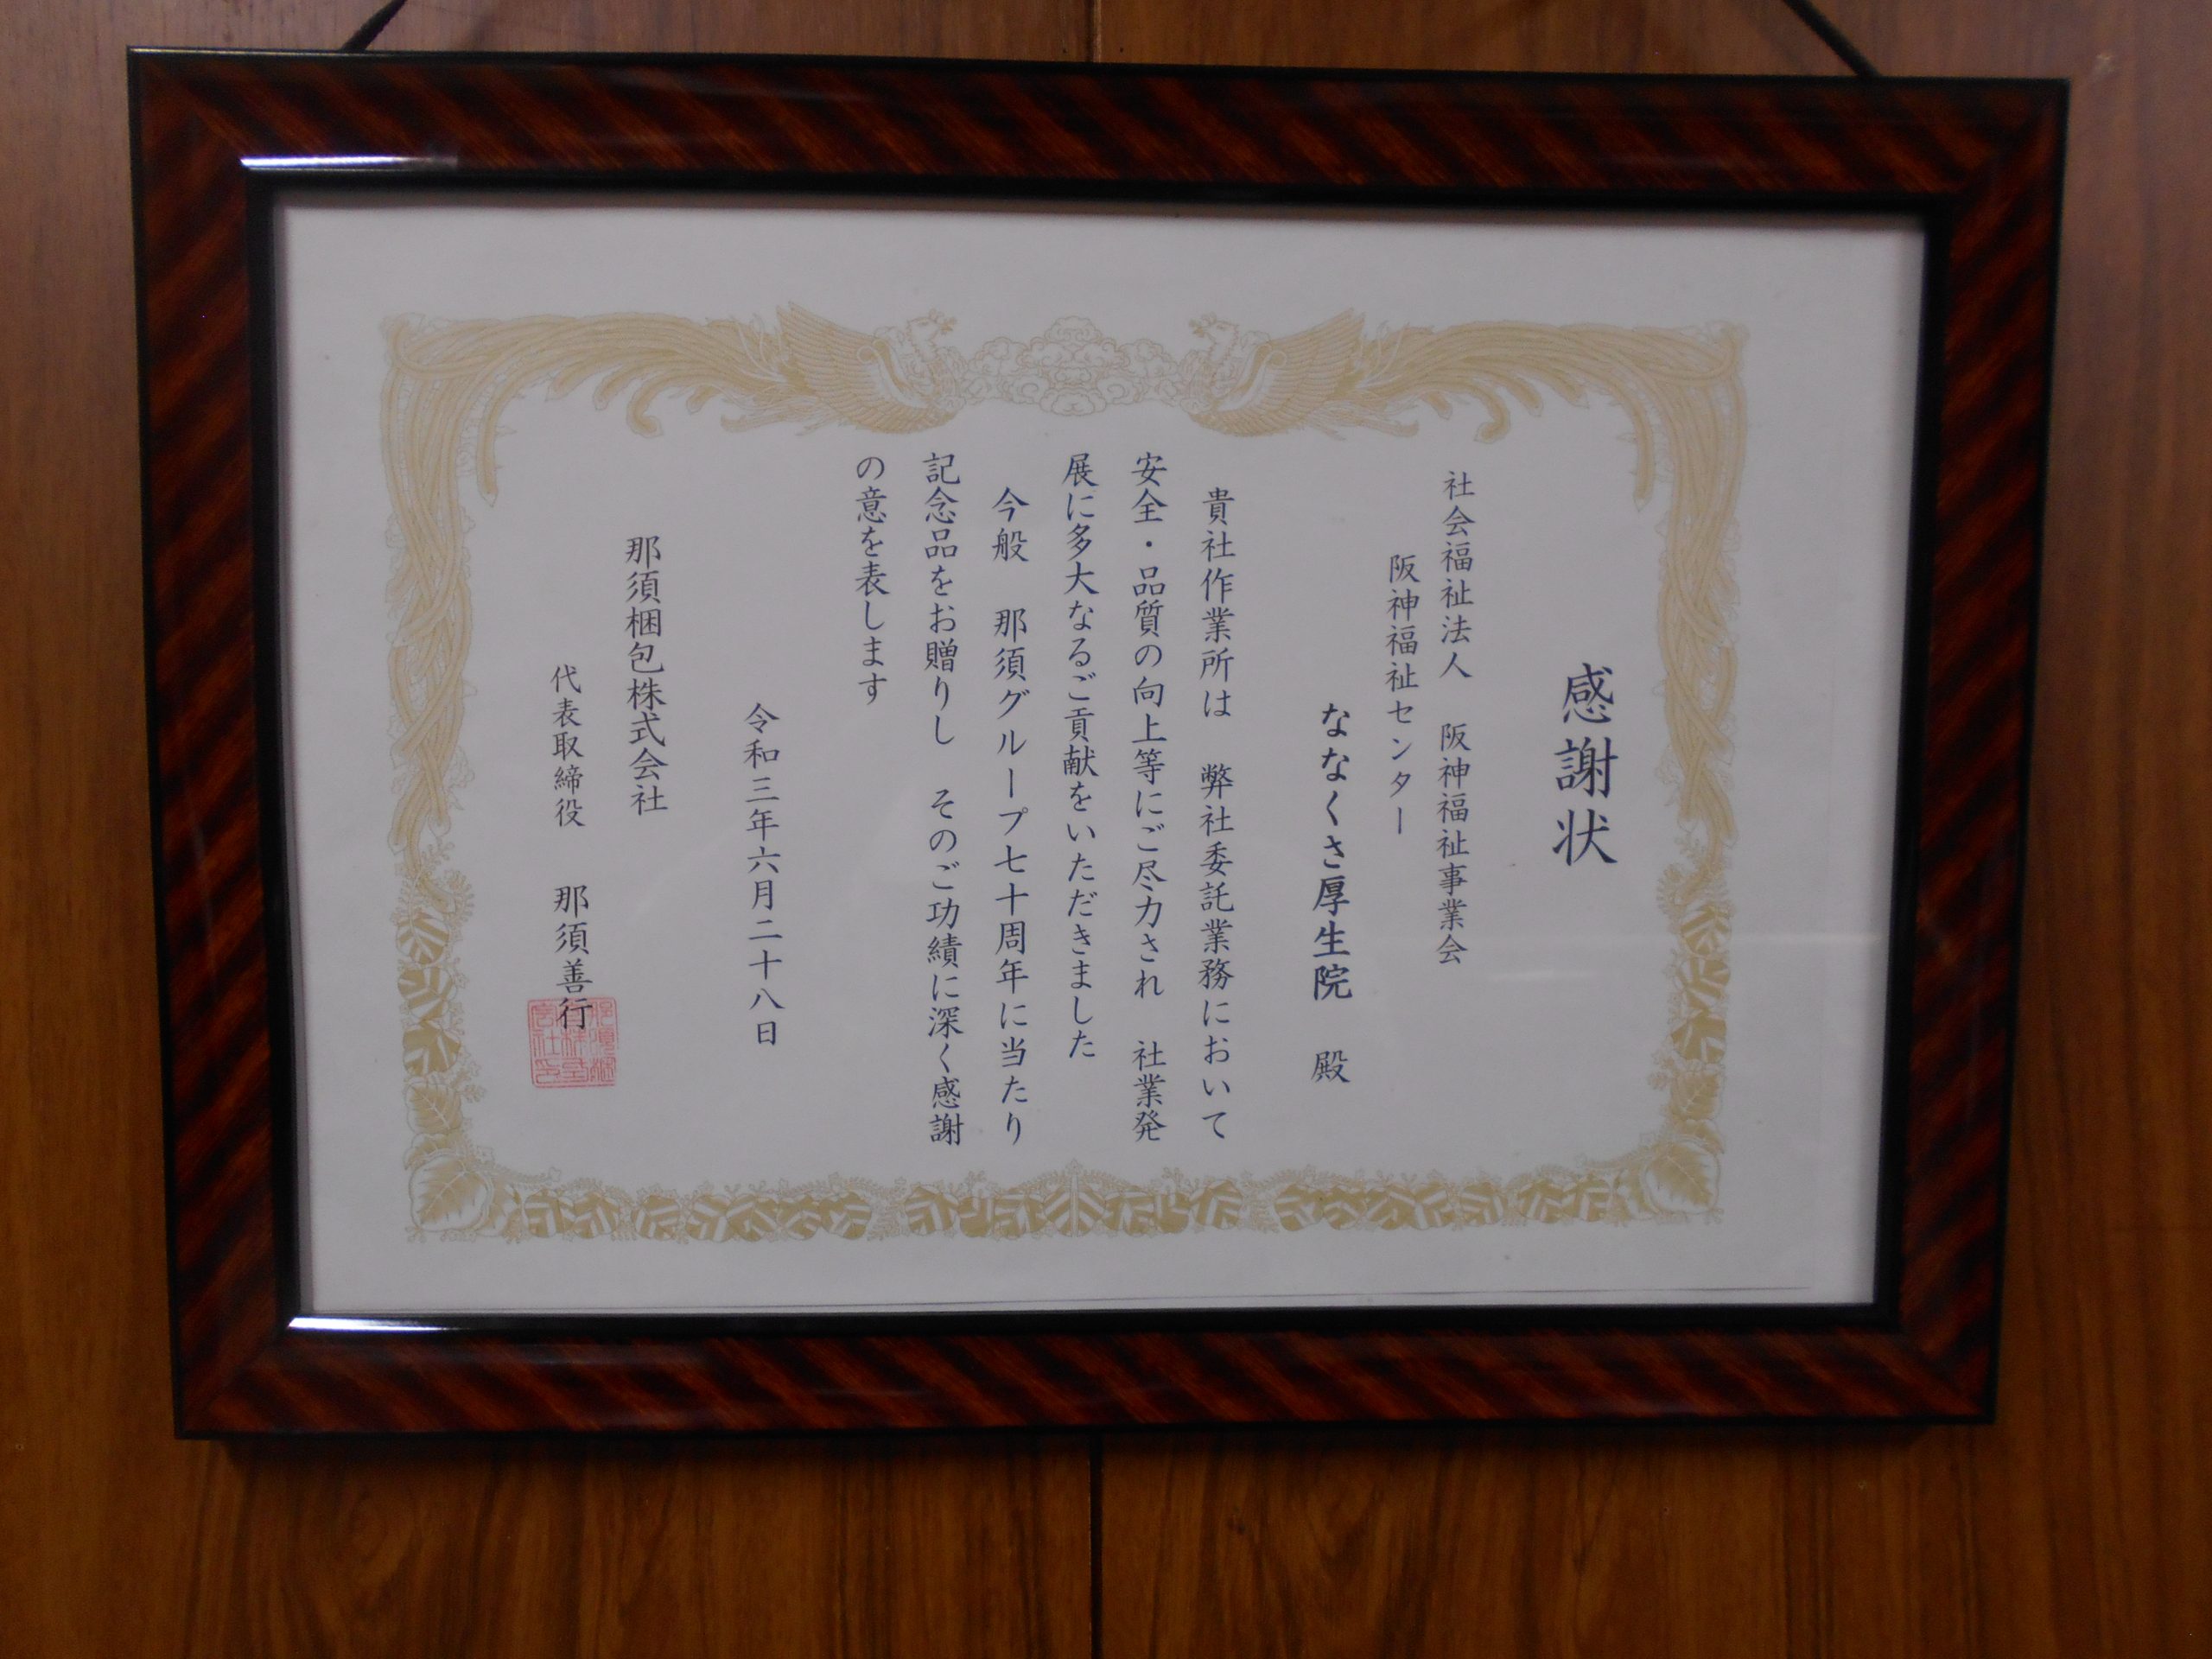 感謝状
社会福祉法人　阪神福祉事業会
阪神福祉センター
ななくさ厚生院　殿
貴社作業所は　弊社委託業務において
安全・品質の向上等にご尽力され　社業発
展に多大なるご貢献をいただきました
今般　那須グループ七十周年に当たり
記念品をお贈りし　そのご功績に深く感謝
の意を表します
令和三年六月二十八日
那須梱包株式会社
代表取締役　那須善行